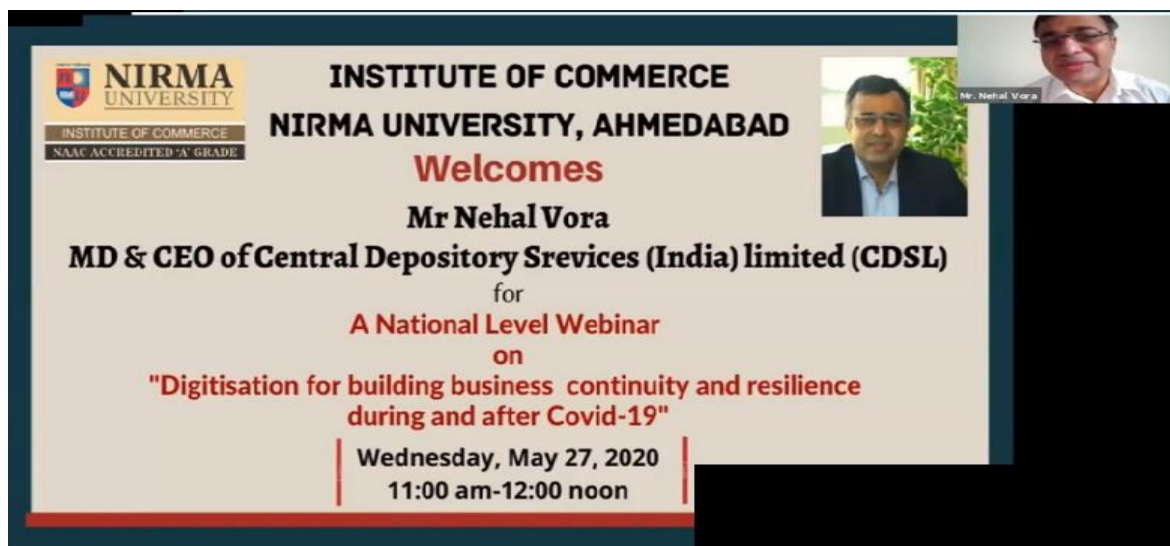 NIRMA
UNIVERSITY
INSTITUTE OF COMMERCE
NAAC ACCREDITED 'A' GRADE
INSTITUTE OF COMMERCE
NIRMA UNIVERSITY, AHMEDABAD
Welcomes
Mr Nehal Vora
MD & CEO of Central Depository Srevices (India) limited (CDSL)
for
A National Level Webinar
on
"Digitisation for building business continuity and resilience
during and after Covid-19"
Wednesday, May 27, 2020
11:00 am-12:00 noon
Mr. Nehal Vora